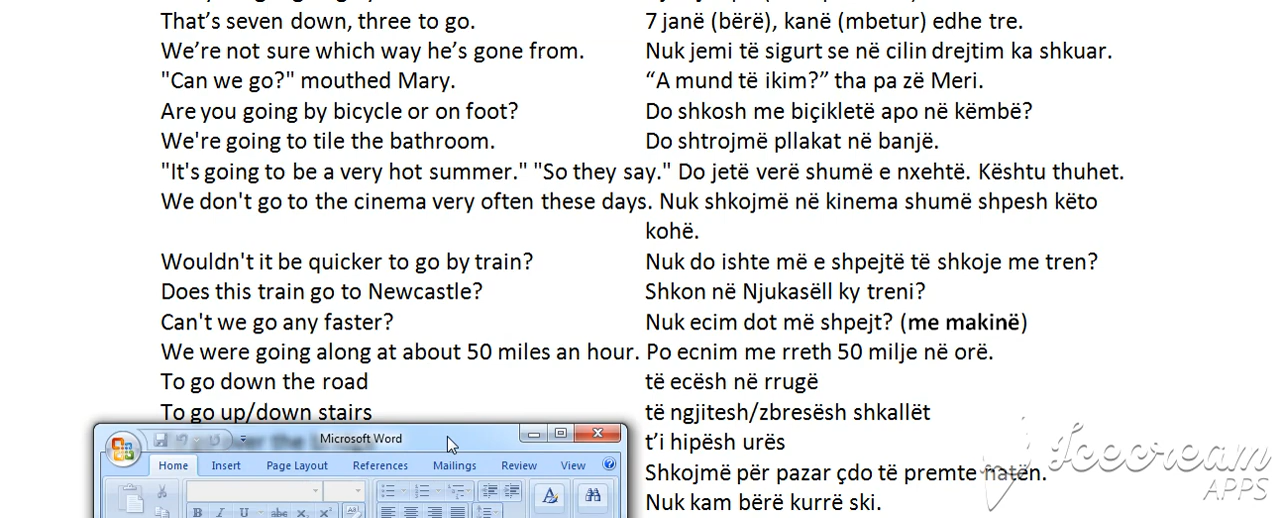 That’s seven down, three to go. 7 janë (bërë), kanë (mbetur) edhe tre.
We’re not sure which way he’s gone from. Nuk jemi të sigurt se në cilin drejtim ka shkuar.
"Can we go?" mouthed Mary. “A mund të ikim?” tha pa zë Meri.
Are you going by bicycle or on foot? Do shkosh me biçikletë apo në këmbë?
We're going to tile the bathroom. Do shtrojmë pllakat në banjë.
"It's going to be a very hot summer." "So they say." Do jetë verë shumë e nxehtë. Kështu thuhet.
We don't go to the cinema very often these days. Nuk shkojmë në kinema shumë shpesh këto
kohë.
Wouldn't it be quicker to go by train? Nuk do ishte më e shpejtë të shkoje me tren?
Does this train go to Newcastle? Shkon në Njukasëll ky treni?
Can't we go any faster? Nuk ecim dot më shpejt? (me makinë)
We were going along at about 50 miles an hour. Po ecnim me rreth 50 milje në orë.
To go down the road të ecësh në rrugë
To go up/down stairs të ngjitesh/zbresësh shkallët
t’i hipësh urës
Shkojmë për pazar çdo të premte natën.
Nuk kam bërë kurrë ski.
Microsoft Word
Home Insert Page Layout References Mailings Review View
B I U abc x₂ x²
Icecream
APPS